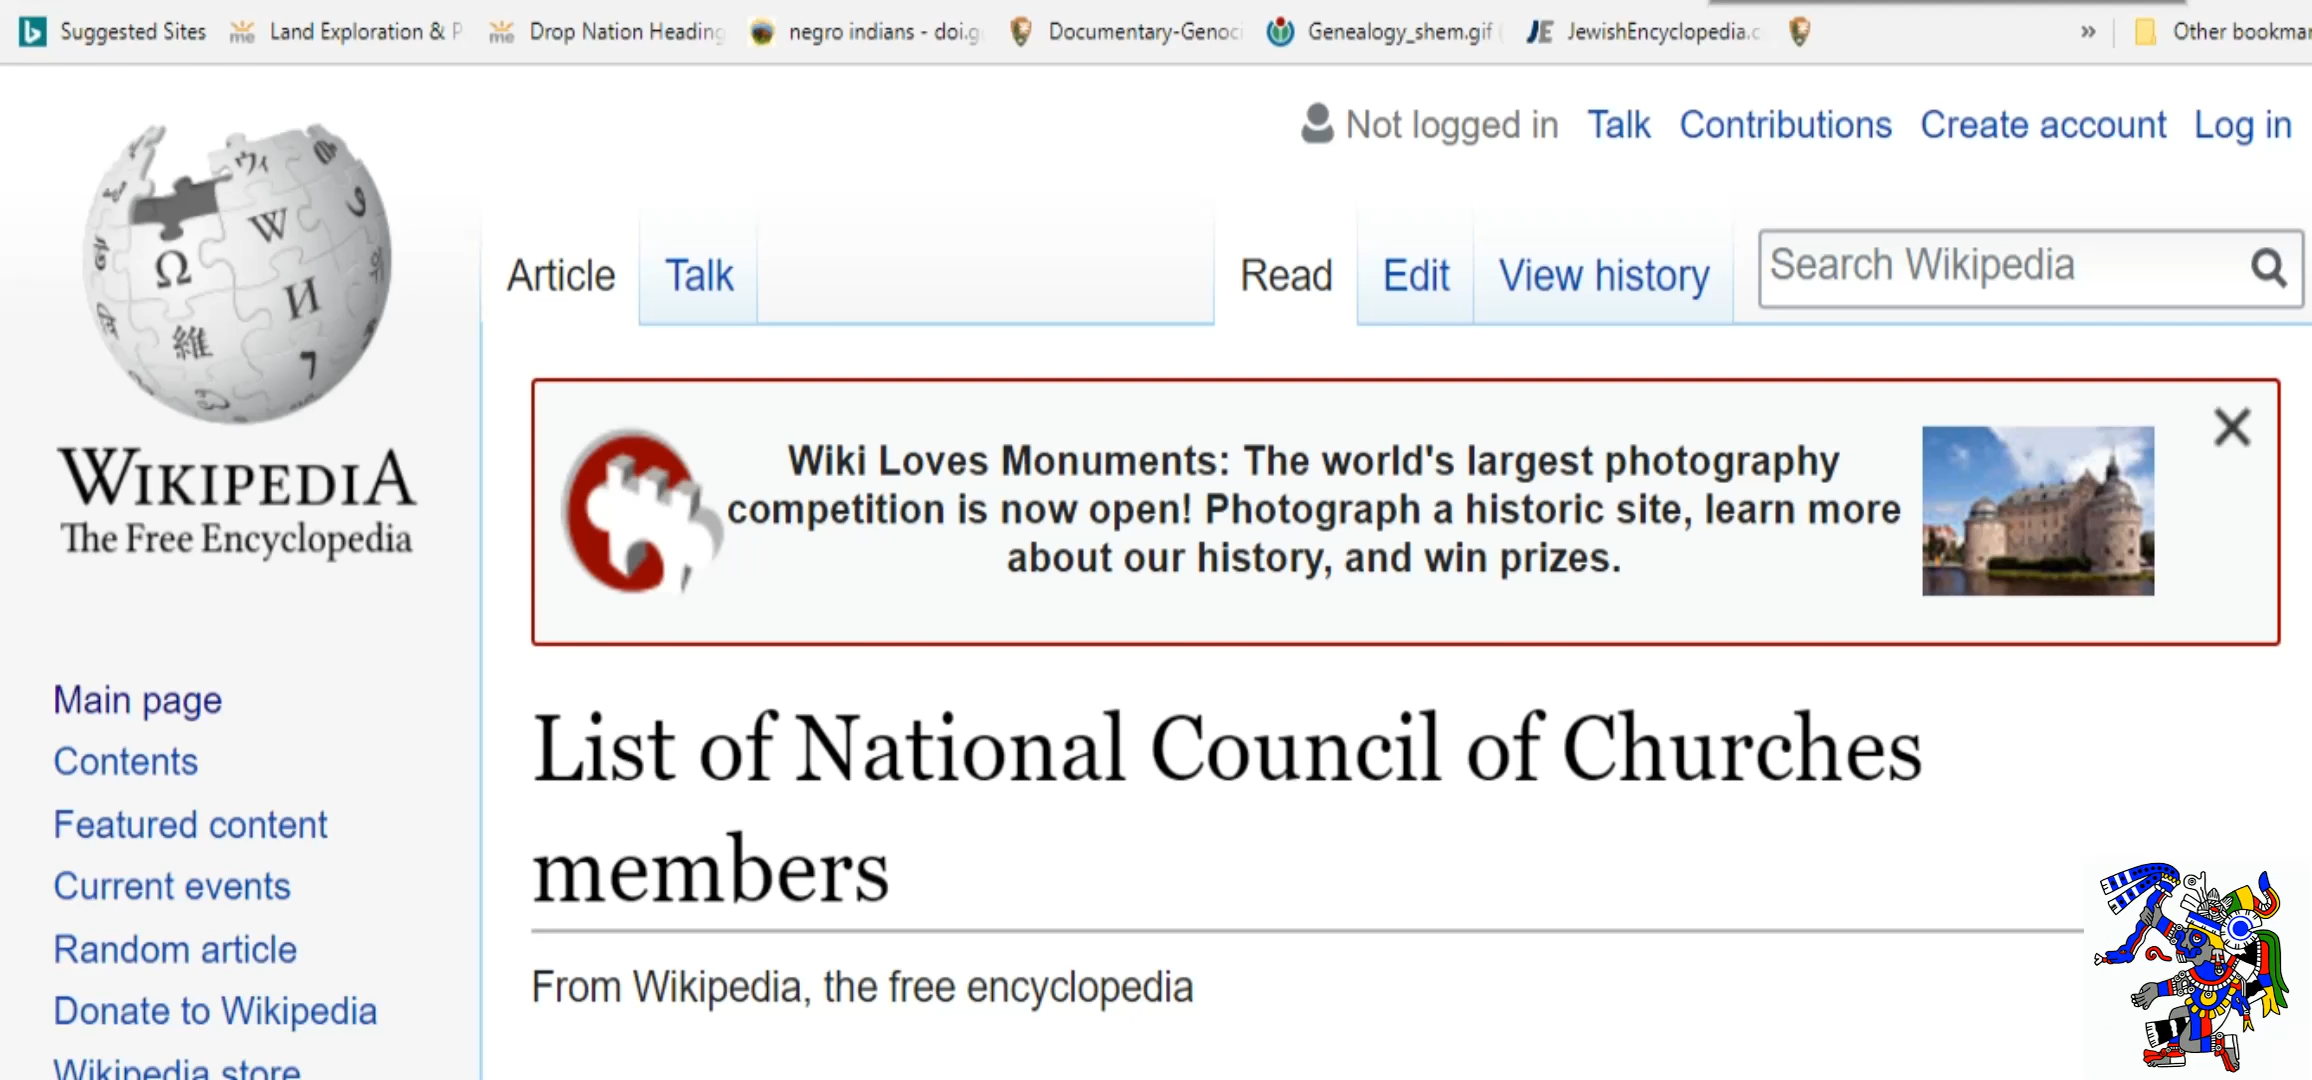 Suggested Sites
Land Exploration & P
Drop Nation Heading
negro indians - doi.g
Documentary-Genoci
Genealogy_shem.gif (
JewishEncyclopedia.c
»
Other bookmar
Not logged in Talk Contributions Create account Log in
Article Talk Read Edit View history Search Wikipedia
WIKIPEDIA
The Free Encyclopedia
Wiki Loves Monuments: The world's largest photography
competition is now open! Photograph a historic site, learn more
about our history, and win prizes.
Main page
Contents
Featured content
Current events
Random article
Donate to Wikipedia
Wikipedia store
List of National Council of Churches
members
From Wikipedia, the free encyclopedia